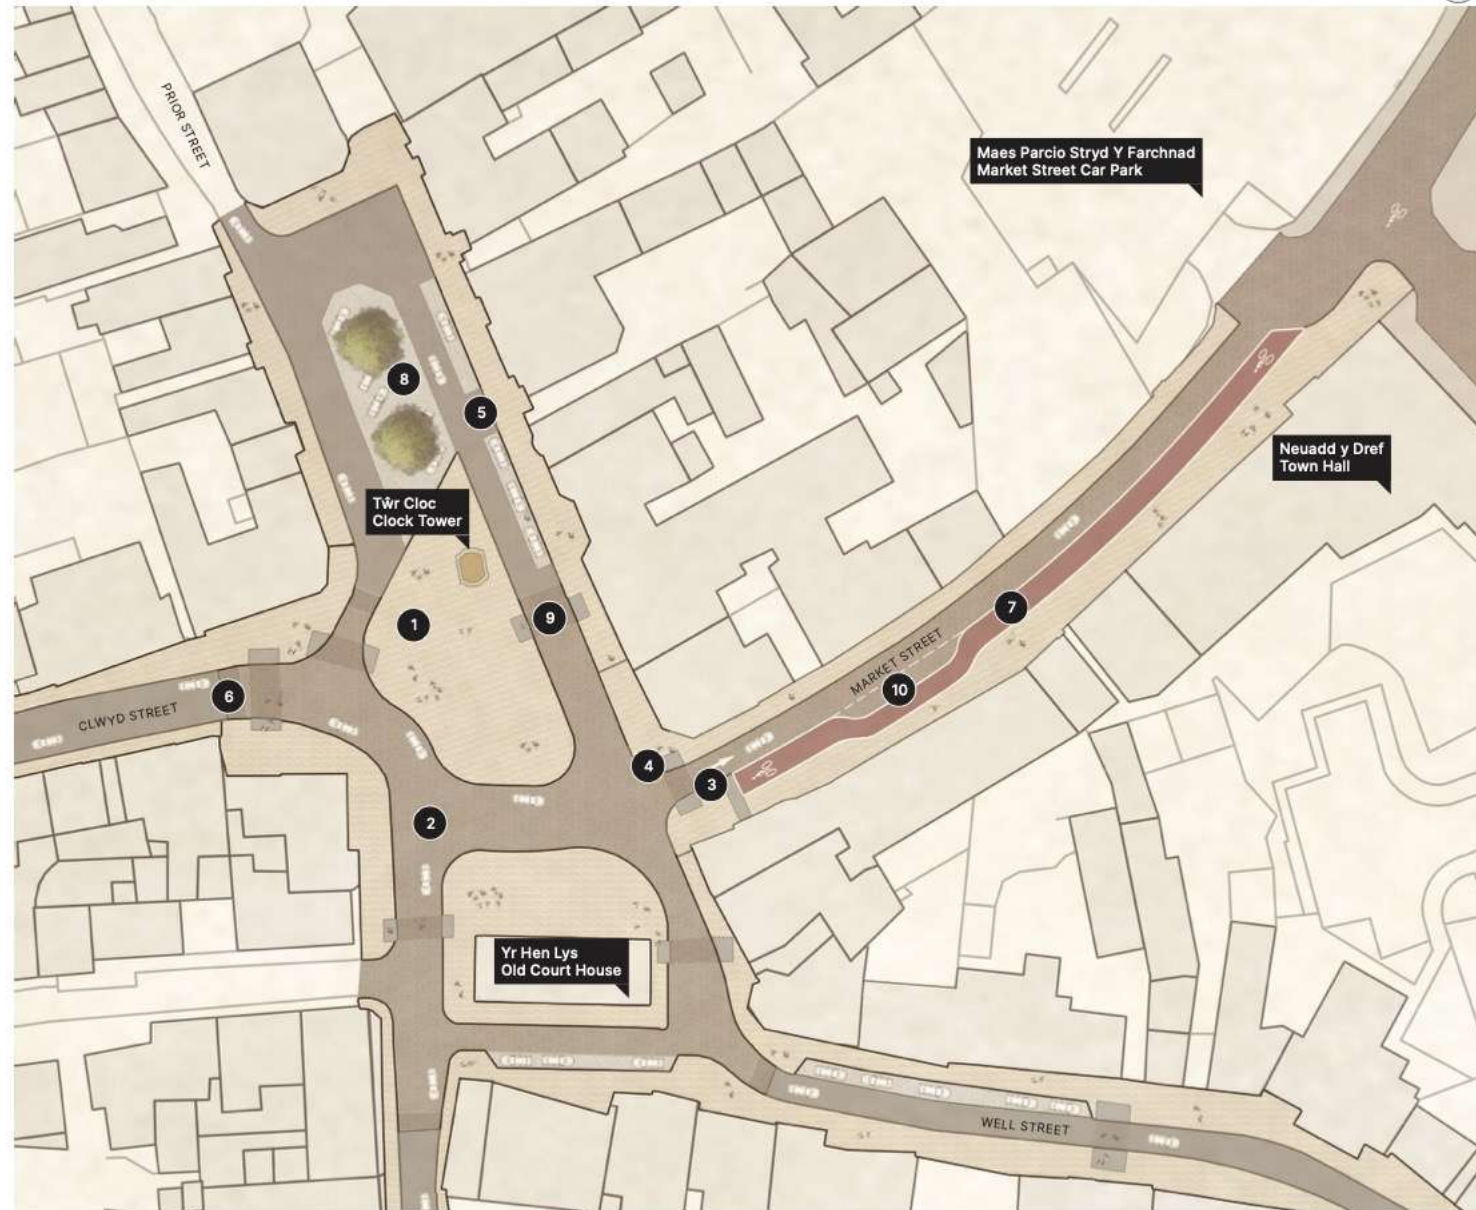 PRIOR STREET
Maes Parcio Stryd Y Farchnad
Market Street Car Park
8
5
Neuadd y Dref
Town Hall
Tŵr Cloc
Clock Tower
7
9
1
MARKET STREET
10
6
CLWYD STREET
4
3
2
Yr Hen Lys
Old Court House
WELL STREET